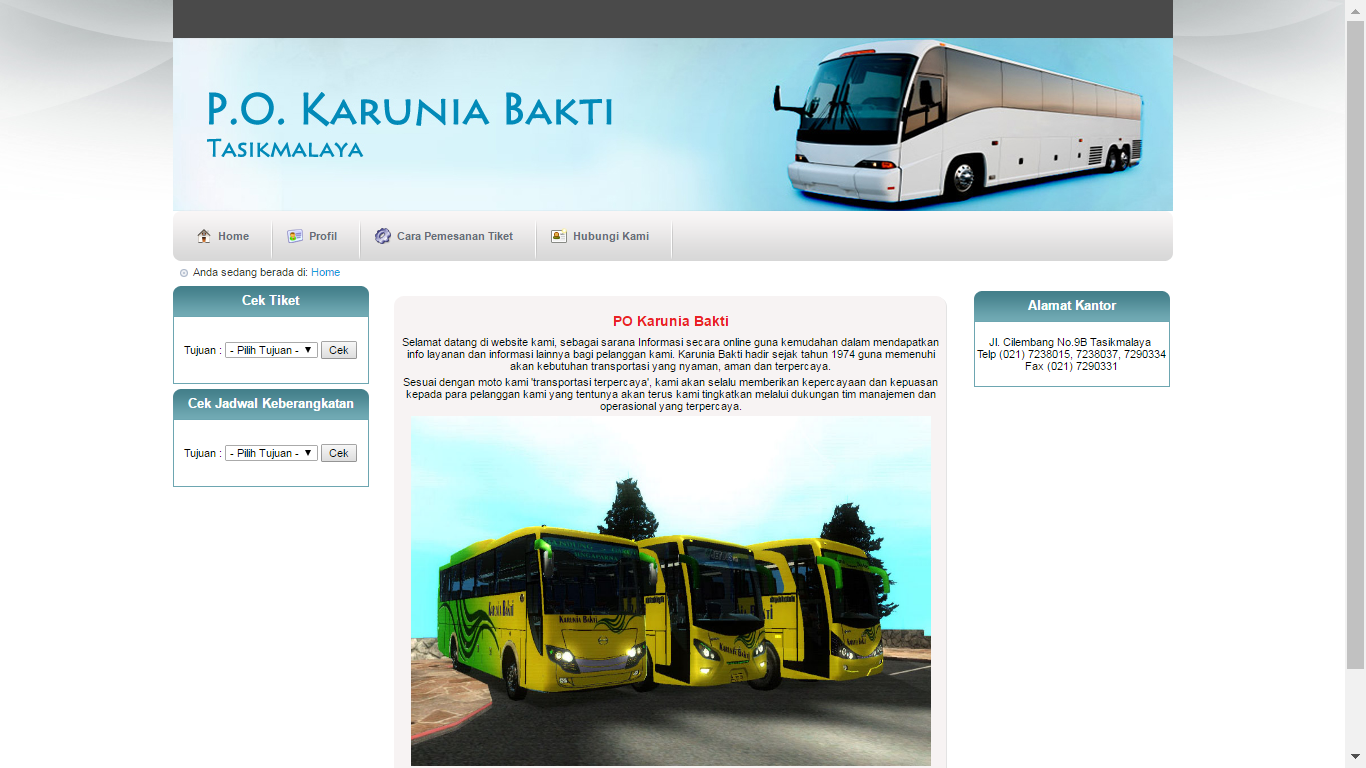 P.O. KARUNIA BAKTI
TASIKMALAYA
Home
Profil
Cara Pemesanan Tiket
Hubungi Kami
Anda sedang berada di: Home
Cek Tiket
Tujuan : - Pilih Tujuan - Cek
Cek Jadwal Keberangkatan
Tujuan : - Pilih Tujuan - Cek
PO Karunia Bakti
Selamat datang di website kami, sebagai sarana Informasi secara online guna kemudahan dalam mendapatkan
info layanan dan informasi lainnya bagi pelanggan kami. Karunia Bakti hadir sejak tahun 1974 guna memenuhi
akan kebutuhan transportasi yang nyaman, aman dan terpercaya.
Sesuai dengan moto kami 'transportasi terpercaya', kami akan selalu memberikan kepercayaan dan kepuasan
kepada para pelanggan kami yang tentunya akan terus kami tingkatkan melalui dukungan tim manajemen dan
operasional yang terpercaya.
KARUNIA BAKTI
KARUNIA BAKTI
KARUNIA BAKTI
Alamat Kantor
Jl. Cilembang No.9B Tasikmalaya
Telp (021) 7238015, 7238037, 7290334
Fax (021) 7290331